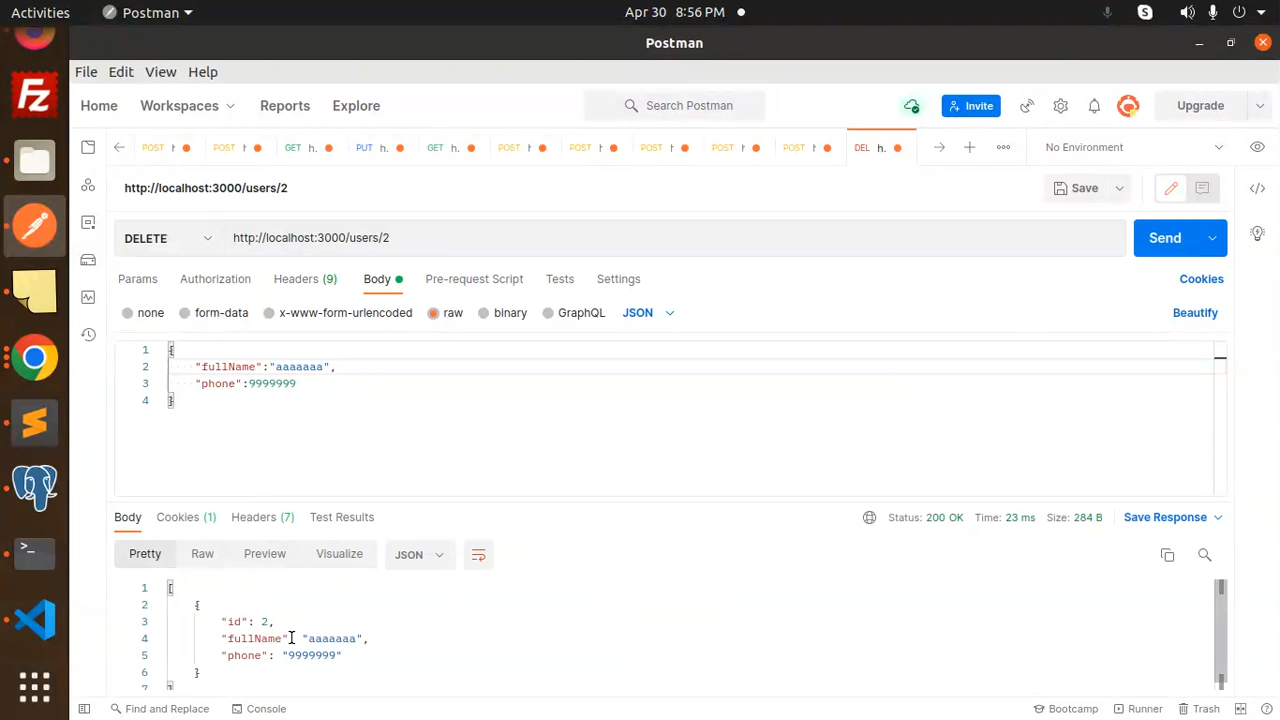 Activities Postman Apr 30 8:56 PM
Postman
File Edit View Help
Home Workspaces Reports Explore Search Postman Invite Upgrade
POST h POST h GET h. PUT h. GET h. POST h POST h POST h POST h POST h DEL h. No Environment
http://localhost:3000/users/2 Save
DELETE http://localhost:3000/users/2 Send
Params Authorization Headers (9) Body Pre-request Script Tests Settings Cookies
none form-data x-www-form-urlencoded raw binary GraphQL JSON Beautify
1 {
2 "fullName":"aaaaaaa",
3 "phone":9999999
4 }
Body Cookies (1) Headers (7) Test Results Status: 200 OK Time: 23 ms Size: 284 B Save Response
Pretty Raw Preview Visualize JSON
1 [
2 {
3 "id": 2,
4 "fullName": "aaaaaaa",
5 "phone": "9999999"
6 }
7 ]
Find and Replace Console Bootcamp Runner Trash